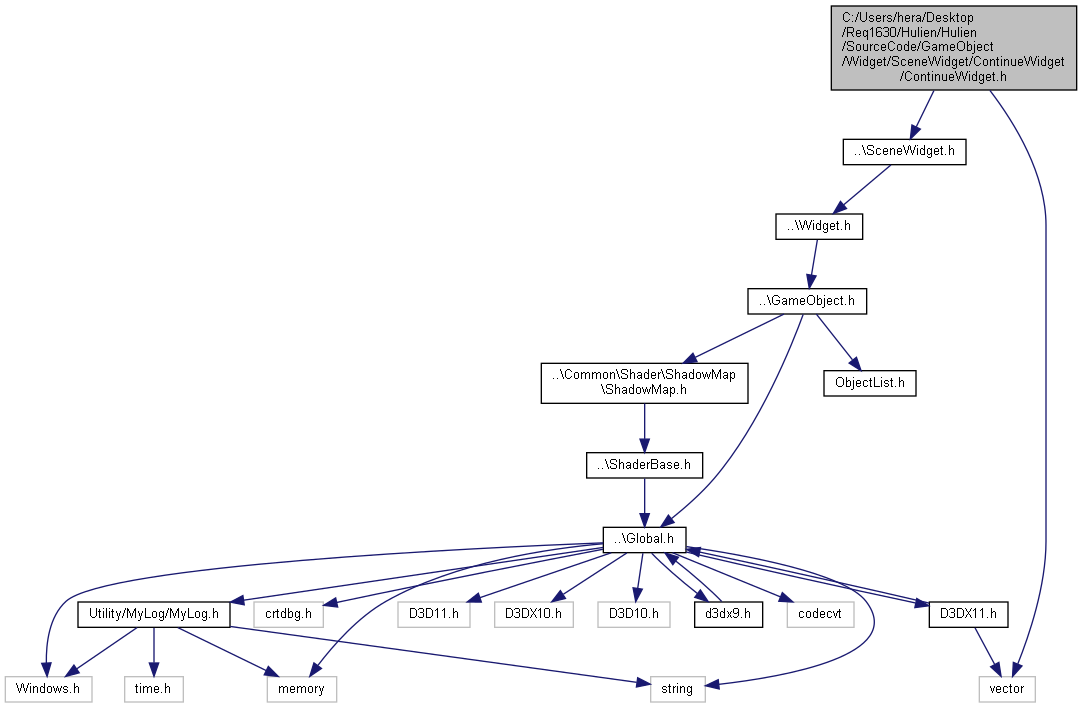 C:/Users/hera/Desktop
/Req1630/Hulien/Hulien
/SourceCode/GameObject
/Widget/SceneWidget/ContinueWidget
/ContinueWidget.h
..\SceneWidget.h
..\Widget.h
..\GameObject.h
..\Common\Shader\ShadowMap
\ShadowMap.h
ObjectList.h
..\ShaderBase.h
..\Global.h
Utility/MyLog/MyLog.h
crtdbg.h
D3D11.h
D3DX10.h
D3D10.h
d3dx9.h
codecvt
D3DX11.h
Windows.h
time.h
memory
string
vector